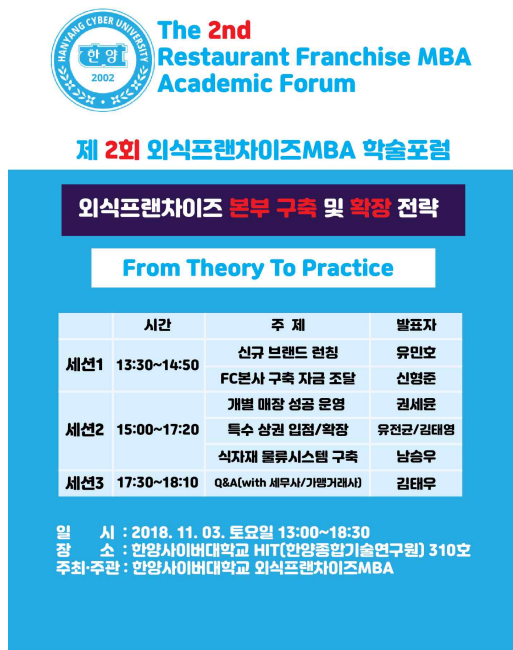 HANYANG CYBER UNIVERSITY
한양
2002
The 2nd
Restaurant Franchise MBA
Academic Forum
제 2회 외식프랜차이즈MBA 학술포럼
외식프랜차이즈 본부 구축 및 확장 전략
From Theory To Practice
시간 주 제 발표자
세션1 13:30~14:50 신규 브랜드 런칭 유민호
FC본사 구축 자금 조달 신형준
세션2 15:00~17:20 개별 매장 성공 운영 권세윤
특수 상권 입점/확장 유전균/김태영
식자재 물류시스템 구축 남승우
세션3 17:30~18:10 Q&A(with 세무사/가맹거래사) 김태우
일 시 : 2018. 11. 03. 토요일 13:00~18:30
장 소 : 한양사이버대학교 HIT(한양종합기술연구원) 310호
주최·주관 : 한양사이버대학교 외식프랜차이즈MBA